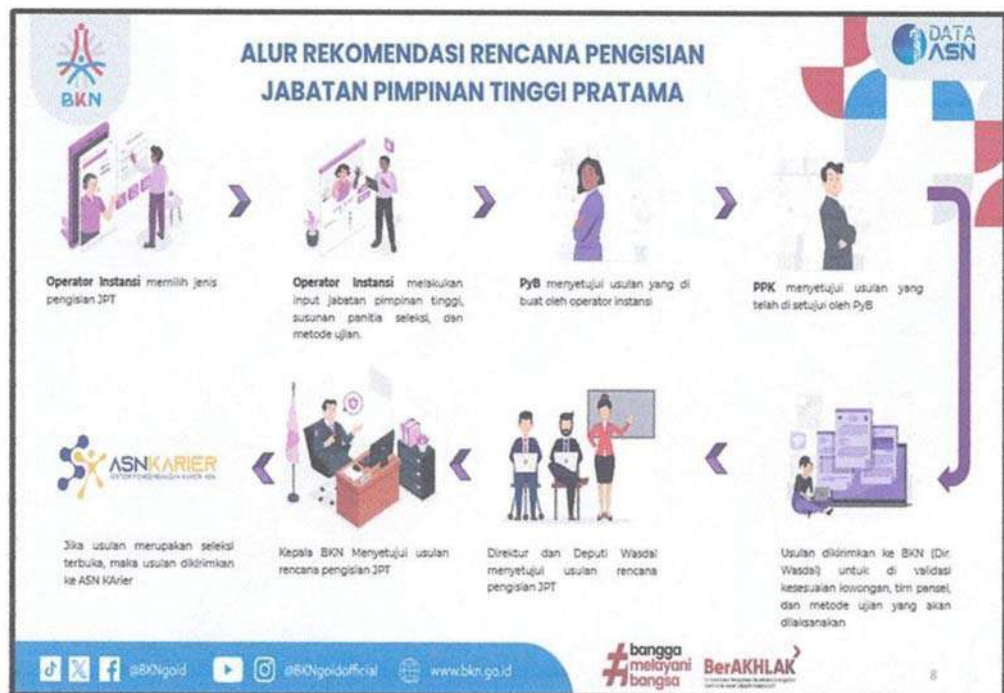 BKN
ALUR REKOMENDASI RENCANA PENGISIAN
JABATAN PIMPINAN TINGGI PRATAMA
DATA
ASN
Operator Instansi memilih jenis
pengisian JPT
Operator Instansi melakukan
input jabatan pimpinan tinggi,
susunan panitia seleksi, dan
metode ujian.
PyB menyetujui usulan yang di
buat oleh operator instansi
PPK menyetujui usulan yang
telah di setujui oleh PyB
Usulan dikirimkan ke BKN (Dir.
Wasdal) untuk di validasi
kesesuaian lowongan, tim pansel,
dan metode ujian yang akan
dilaksanakan
Direktur dan Deputi Wasdal
menyetujui usulan rencana
pengisian JPT
Kepala BKN Menyetujui usulan
rencana pengisian JPT
ASNKARIER
Jika usulan merupakan seleksi
terbuka, maka usulan dikirimkan
ke ASN KArier
@BKNgoid
@BKNgoidofficial
www.bkn.go.id
#bangga
melayani
bangsa
BerAKHLAK
8